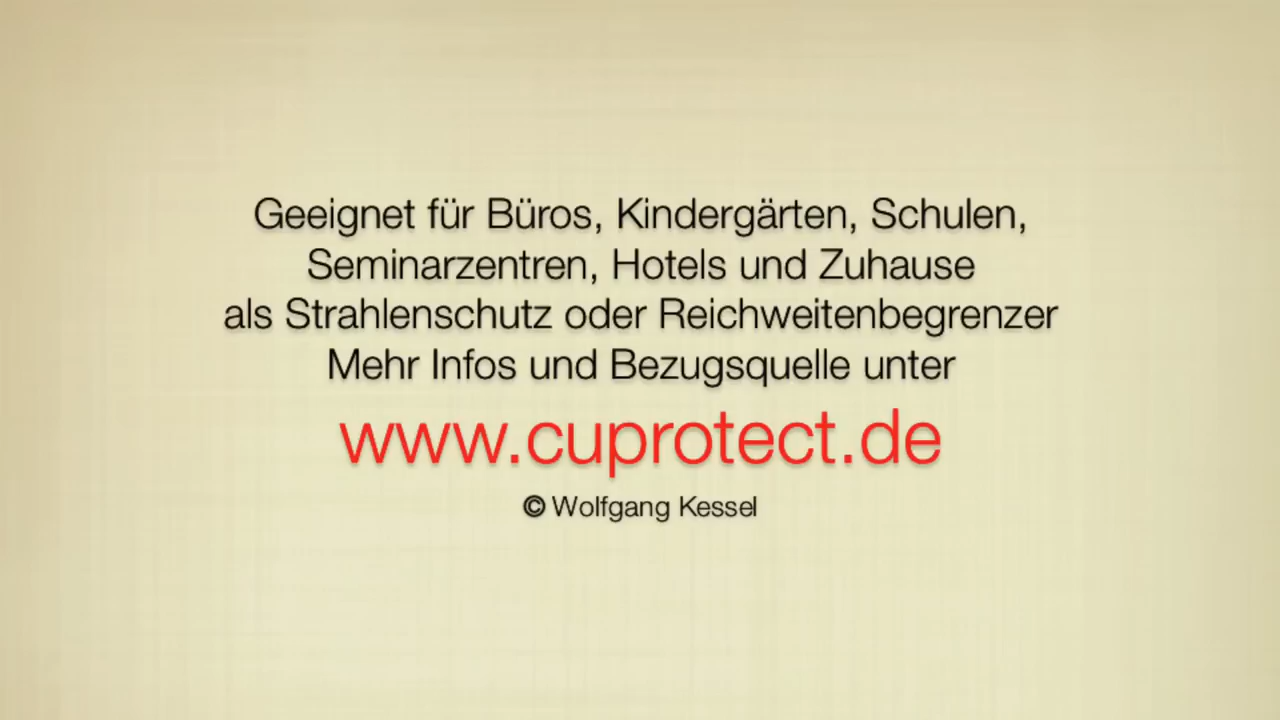 Geeignet für Büros, Kindergärten, Schulen,
Seminarzentren, Hotels und Zuhause
als Strahlenschutz oder Reichweitenbegrenzer
Mehr Infos und Bezugsquelle unter
www.cuprotect.de
© Wolfgang Kessel